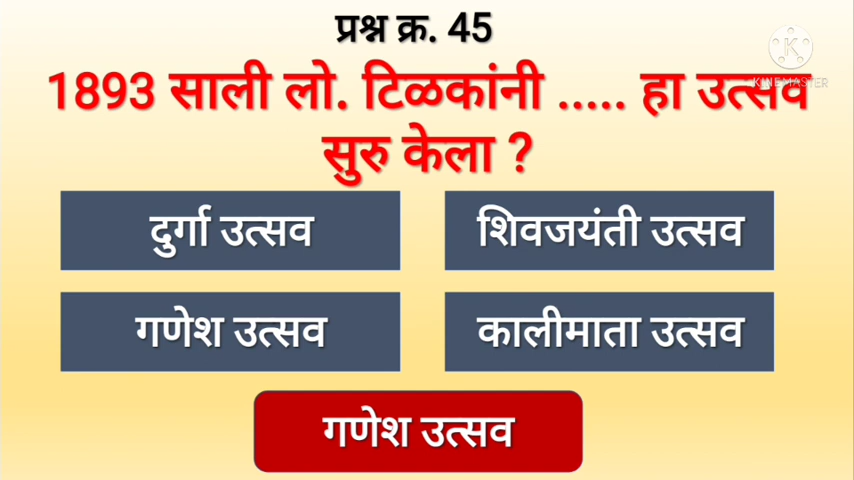 प्रश्न क्र. 45
K
KINEMASTER
1893 साली लो. टिळकांनी ..... हा उत्सव
सुरु केला ?
दुर्गा उत्सव
शिवजयंती उत्सव
गणेश उत्सव
कालीमाता उत्सव
गणेश उत्सव